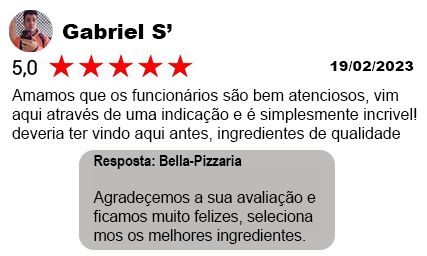 Gabriel S’
5,0
19/02/2023
Amamos que os funcionários são bem atenciosos, vim
aqui através de uma indicação e é simplesmente incrivel!
deveria ter vindo aqui antes, ingredientes de qualidade
Resposta: Bella-Pizzaria
Agradeçemos a sua avaliação e
ficamos muito felizes, seleciona
mos os melhores ingredientes.